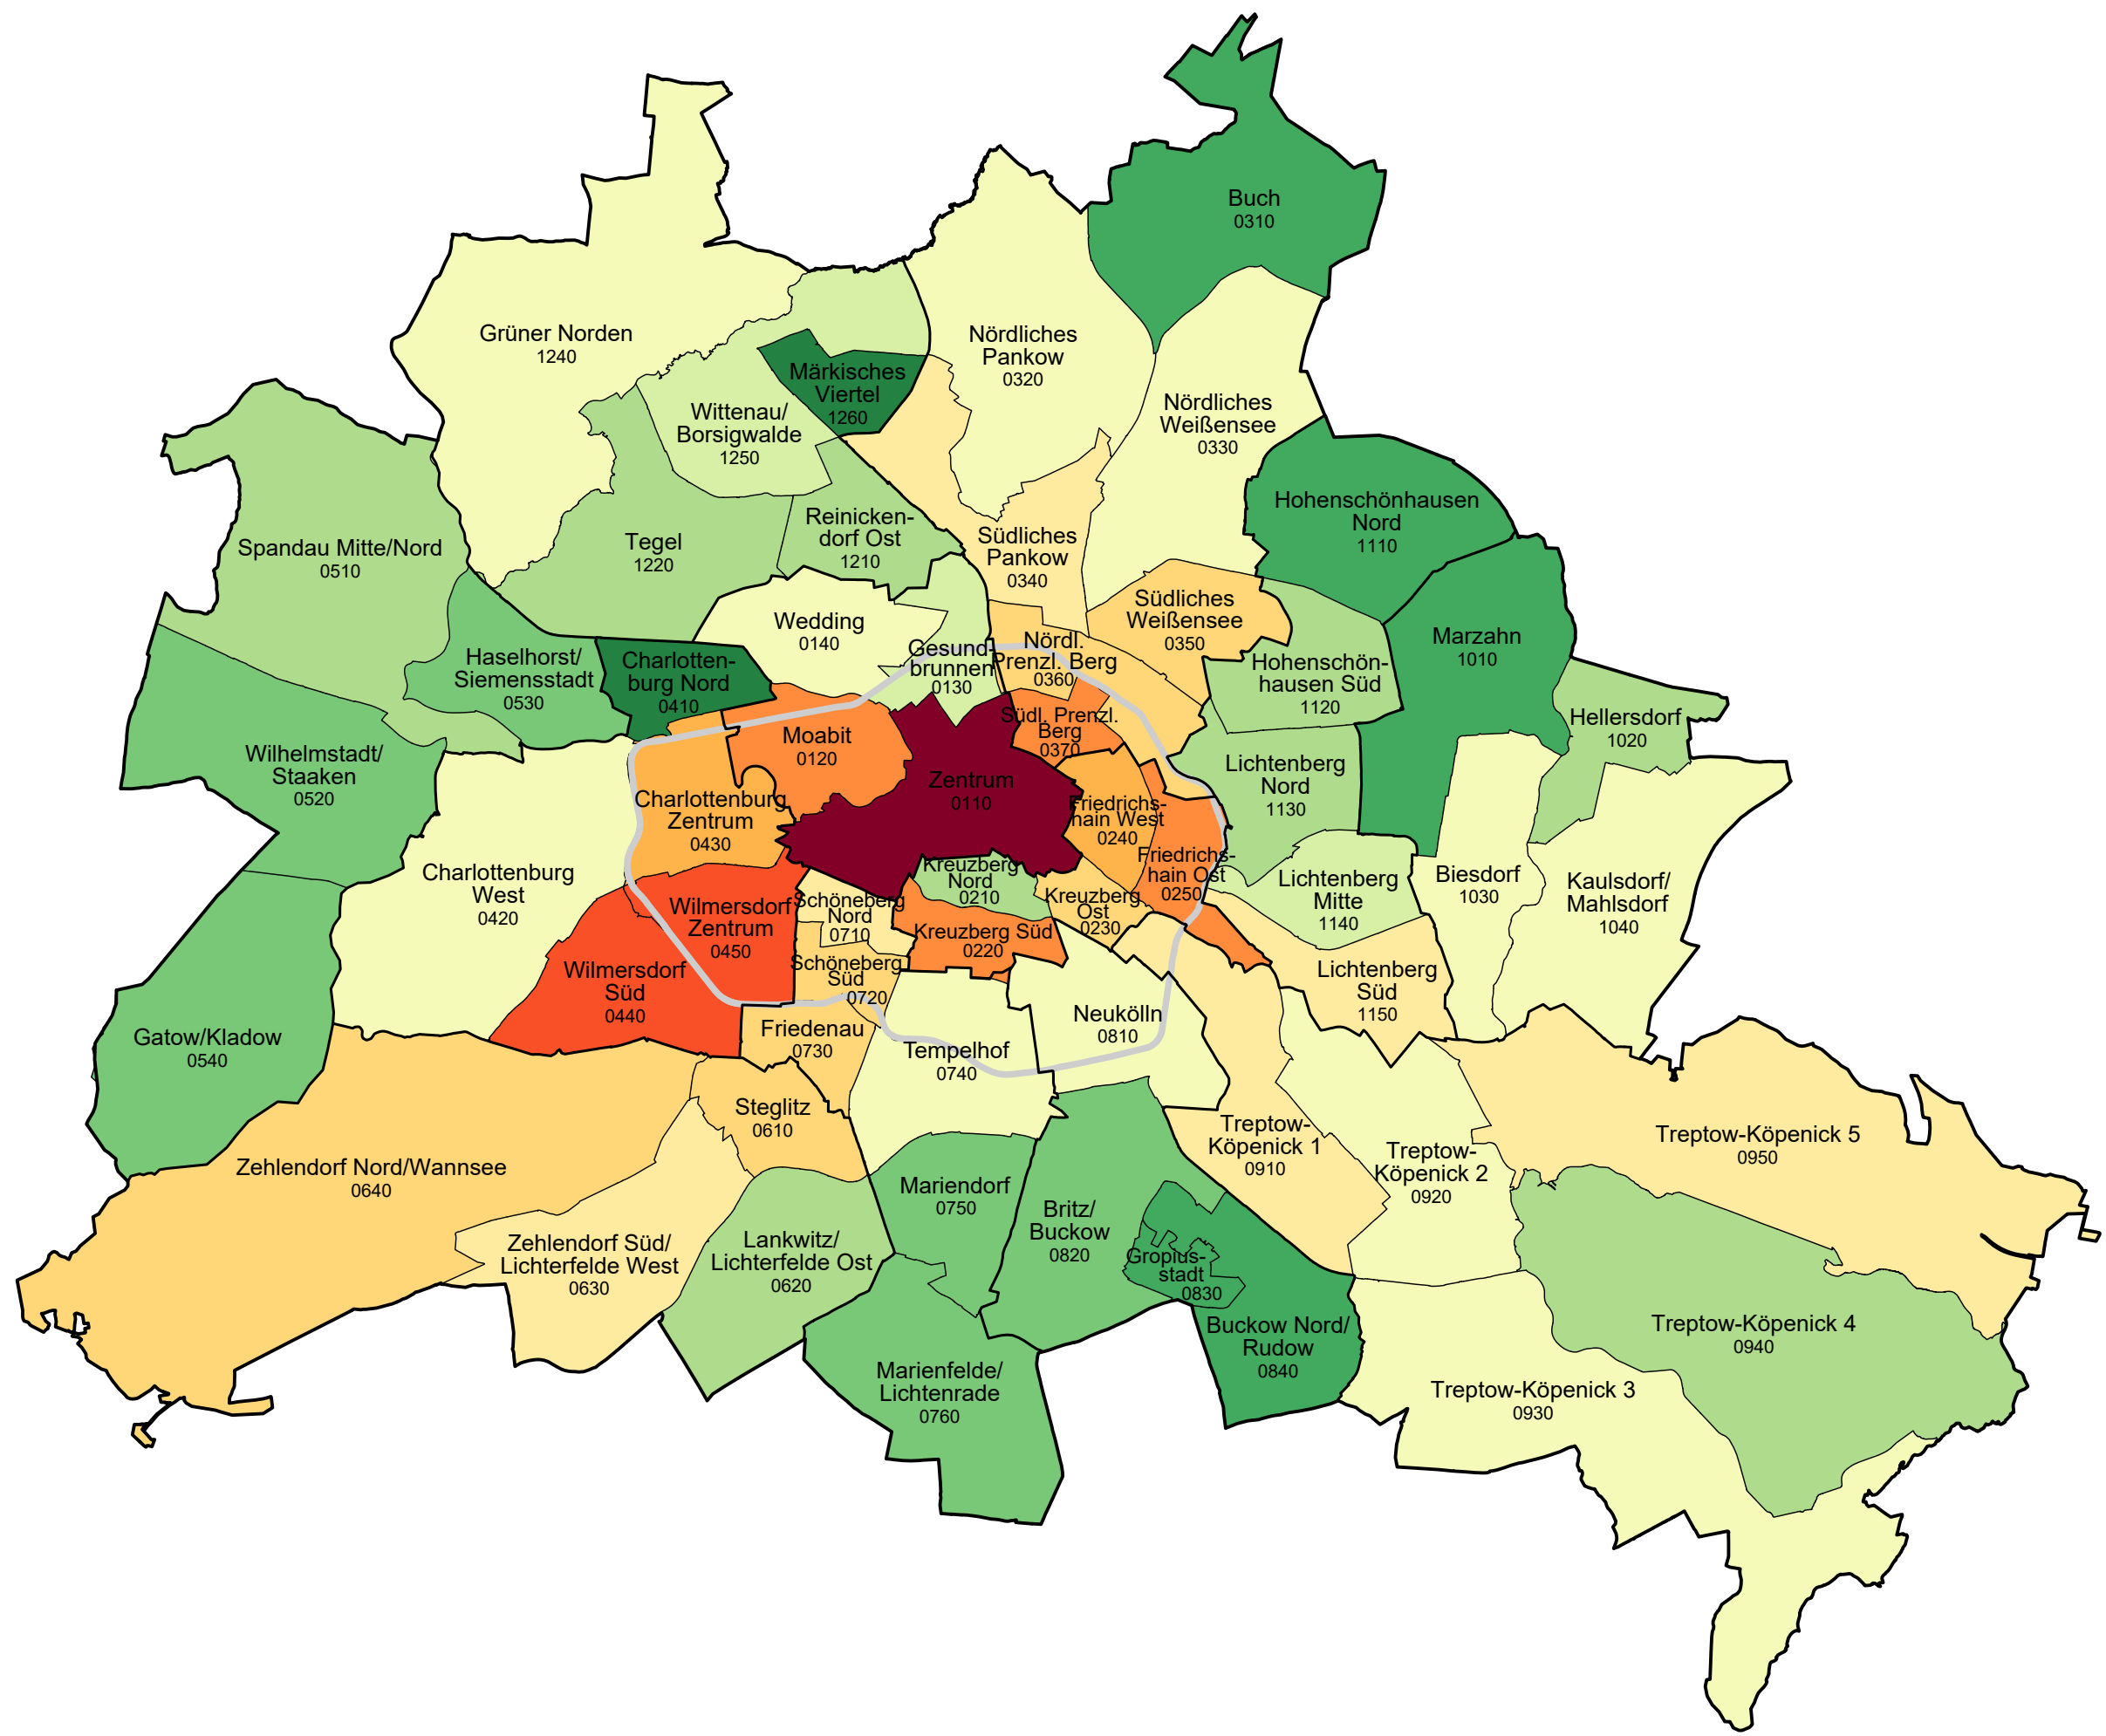 Buch
0310
Grüner Norden
1240
Nördliches
Pankow
0320
Märkisches
Viertel
1260
Wittenau/
Borsigwalde
1250
Nördliches
Weißensee
0330
Hohenschönhausen
Nord
1110
Spandau Mitte/Nord
0510
Tegel
1220
Reinicken-
dorf Ost
1210
Südliches
Pankow
0340
Südliches
Weißensee
0350
Wedding
0140
Marzahn
1010
Haselhorst/
Siemensstadt
0530
Charlotten-
burg Nord
0410
Gesund-
brunnen
0130
Nördl.
Prenzl. Berg
0360
Hohenschön-
hausen Süd
1120
Hellersdorf
1020
Wilhelmstadt/
Staaken
0520
Moabit
0120
Südl. Prenzl.
Berg
0370
Lichtenberg
Nord
1130
Zentrum
0110
Charlottenburg
Zentrum
0430
Friedrichs-
hain West
0240
Friedrichs-
hain Ost
0250
Charlottenburg
West
0420
Kreuzberg
Nord
0210
Lichtenberg
Mitte
1140
Biesdorf
1030
Kaulsdorf/
Mahlsdorf
1040
Wilmersdorf
Zentrum
0450
Schöneberg
Nord
0710
Kreuzberg
Ost
0230
Kreuzberg Süd
0220
Wilmersdorf
Süd
0440
Schöneberg
Süd
0720
Lichtenberg
Süd
1150
Gatow/Kladow
0540
Friedenau
0730
Neukölln
0810
Tempelhof
0740
Steglitz
0610
Treptow-
Köpenick 1
0910
Treptow-
Köpenick 2
0920
Treptow-Köpenick 5
0950
Zehlendorf Nord/Wannsee
0640
Mariendorf
0750
Britz/
Buckow
0820
Zehlendorf Süd/
Lichterfelde West
0630
Lankwitz/
Lichterfelde Ost
0620
Gropius-
stadt
0830
Buckow Nord/
Rudow
0840
Treptow-Köpenick 4
0940
Marienfelde/
Lichtenrade
0760
Treptow-Köpenick 3
0930